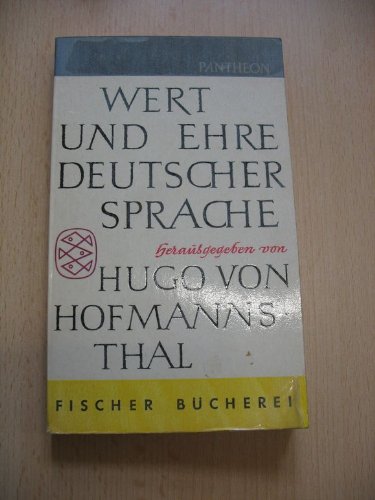 PANTHEON
WERT
UND EHRE
DEUTSCHER
SPRACHE
herausgegeben von
HUGO VON
HOFMANNS-
THAL
FISCHER BÜCHEREI